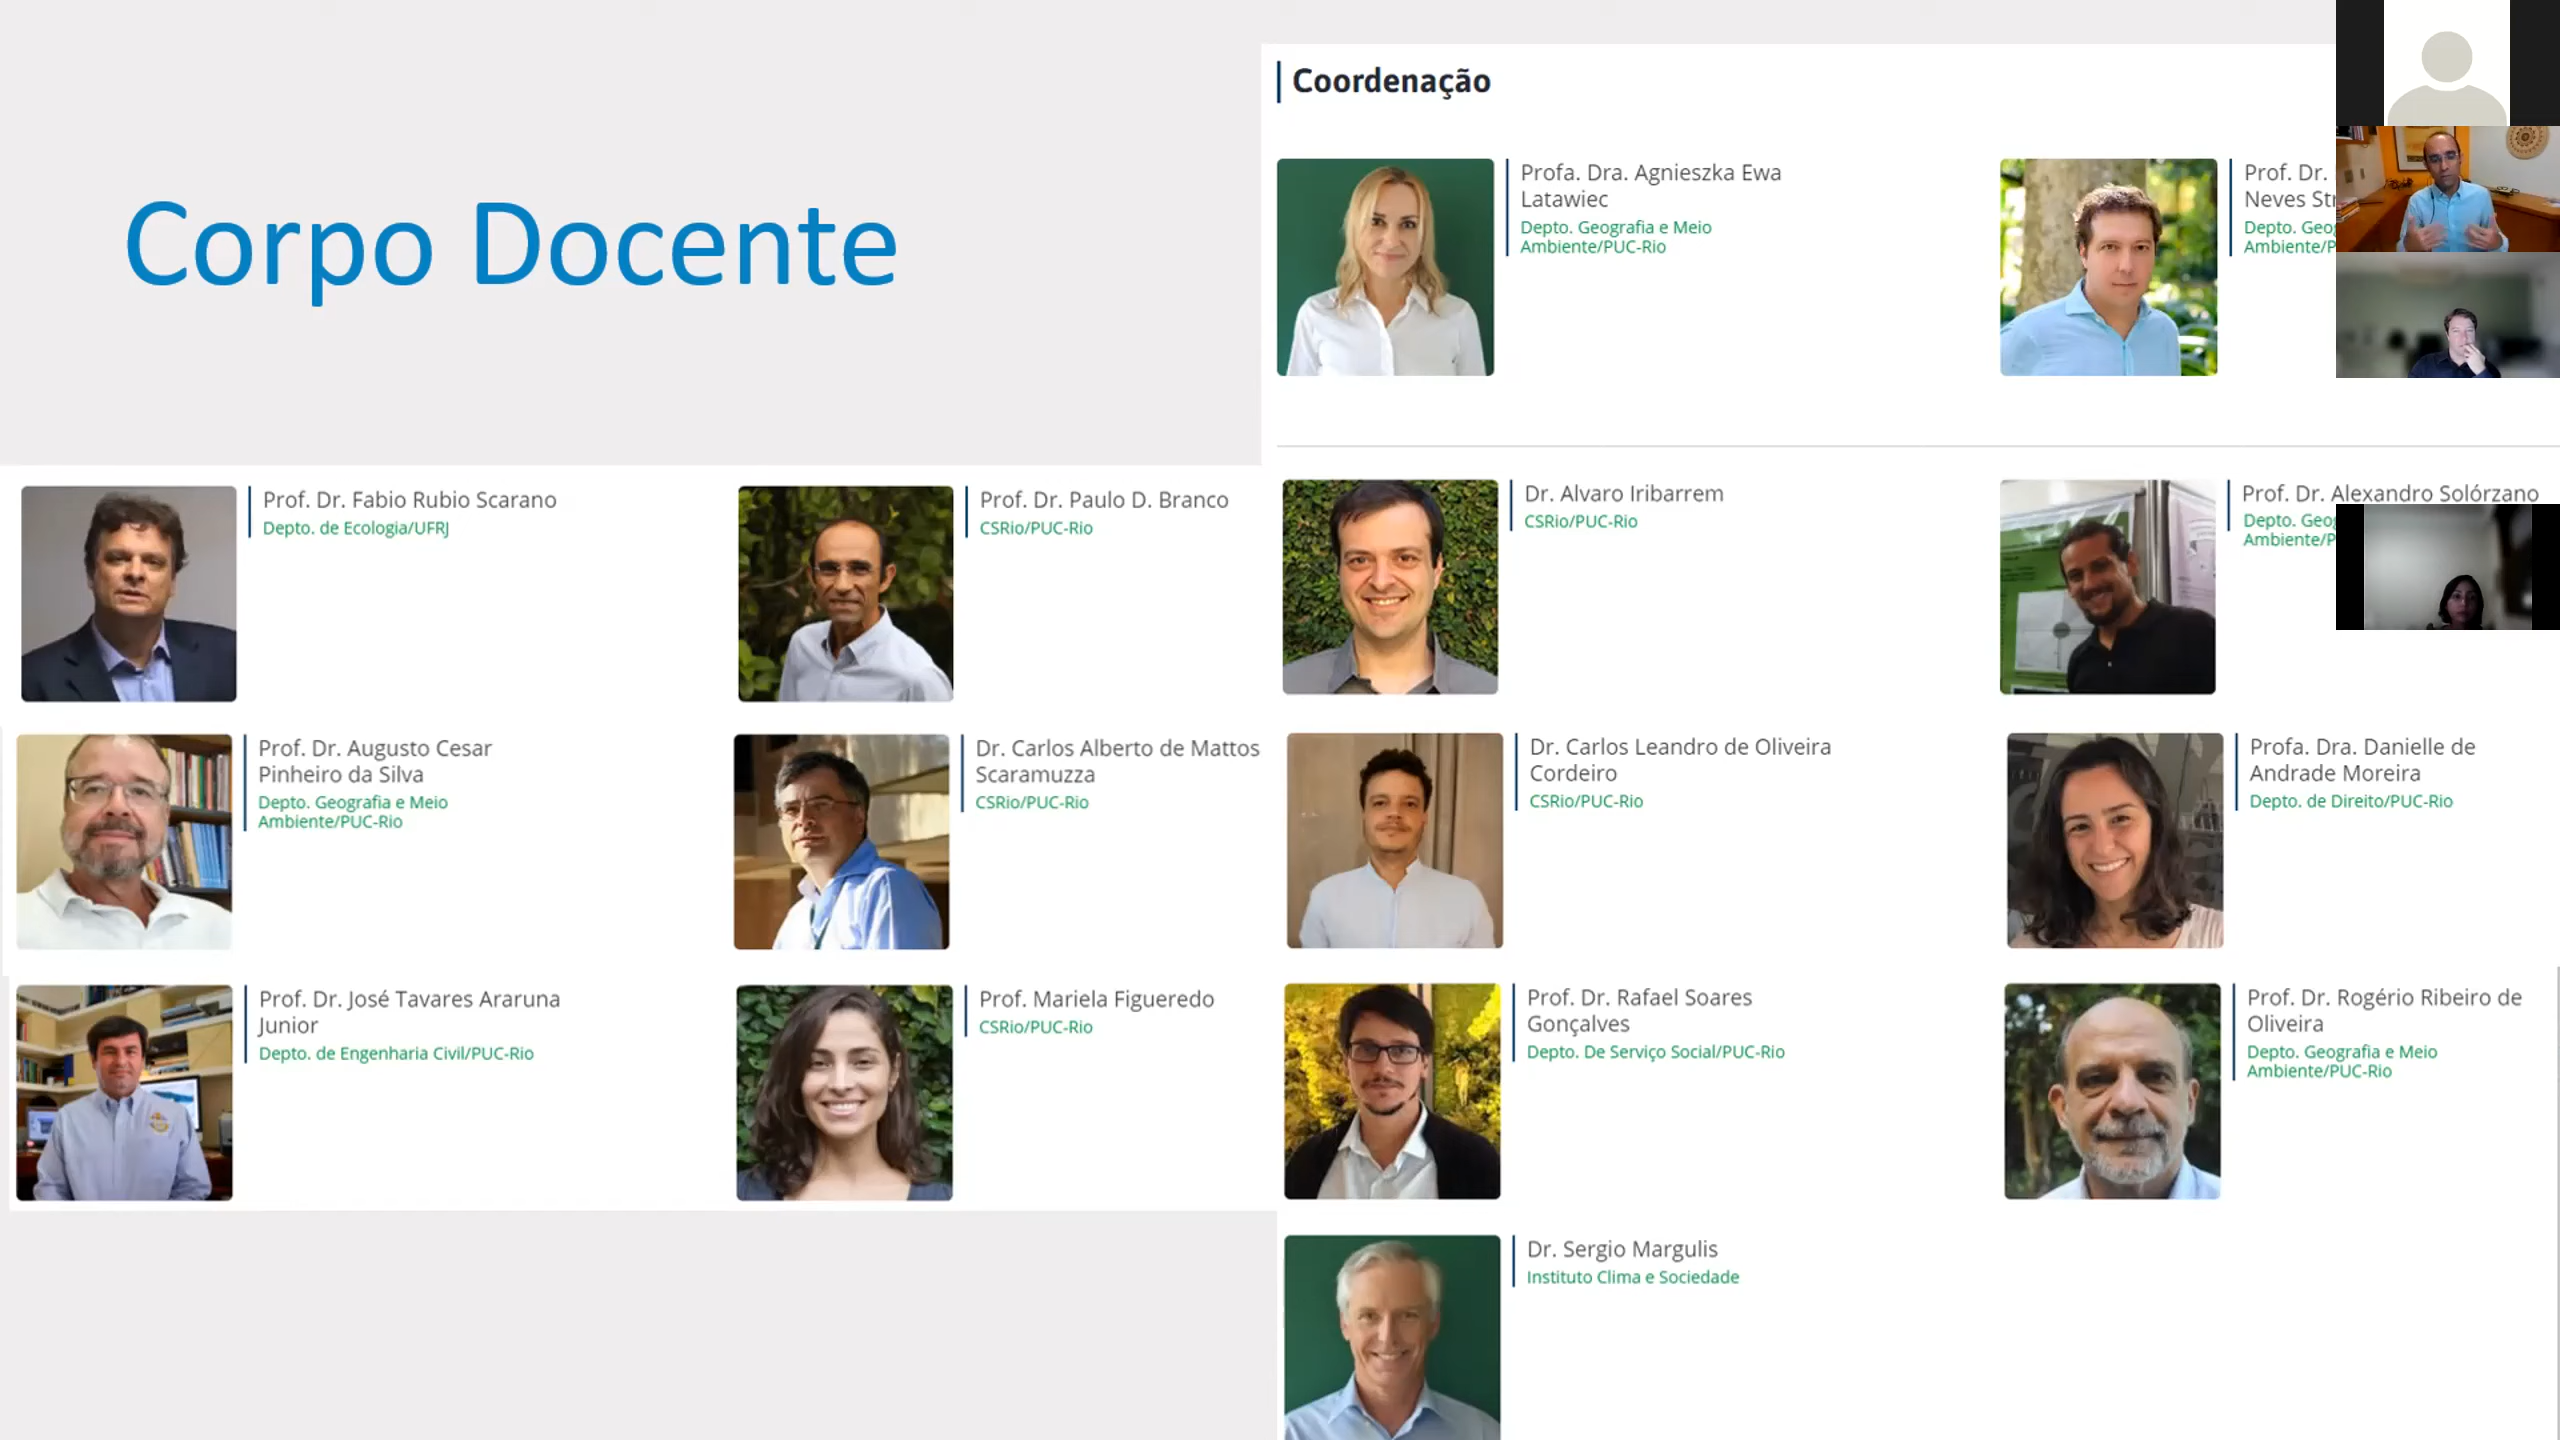 Corpo Docente
Coordenação
Profa. Dra. Agnieszka Ewa
Latawiec
Depto. Geografia e Meio
Ambiente/PUC-Rio
Prof. Dr.
Neves
Depto.
Prof. Dr. Fabio Rubio Scarano
Depto. de Ecologia/UFRJ
Prof. Dr. Paulo D. Branco
CSRio/PUC-Rio
Dr. Alvaro Iribarrem
CSRio/PUC-Rio
Prof. Dr. Alexandro Solórzano
Depto.
Prof. Dr. Augusto Cesar
Pinheiro da Silva
Depto. Geografia e Meio
Ambiente/PUC-Rio
Dr. Carlos Alberto de Mattos
Scaramuzza
CSRio/PUC-Rio
Dr. Carlos Leandro de Oliveira
Cordeiro
CSRio/PUC-Rio
Profa. Dra. Danielle de
Andrade Moreira
Depto. de Direito/PUC-Rio
Prof. Dr. José Tavares Araruna
Junior
Depto. de Engenharia Civil/PUC-Rio
Prof. Mariela Figueredo
CSRio/PUC-Rio
Prof. Dr. Rafael Soares
Gonçalves
Depto. De Serviço Social/PUC-Rio
Prof. Dr. Rogério Ribeiro de
Oliveira
Depto. Geografia e Meio
Ambiente/PUC-Rio
Dr. Sergio Margulis
Instituto Clima e Sociedade